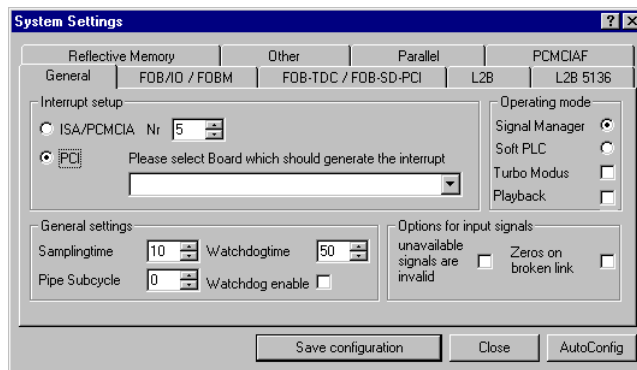 System Settings
Reflective Memory Other Parallel PCMCIAF
General FOB/IO / FOBM FOB-TDC / FOB-SD-PCI L2B L2B 5136
Interrupt setup
ISA/PCMCIA Nr 5
PCI Please select Board which should generate the interrupt
Operating mode
Signal Manager
Soft PLC
Turbo Modus
Playback
General settings
Samplingtime 10 Watchdogtime 50
Pipe Subcycle 0 Watchdog enable
Options for input signals
unavailable
signals are
invalid
Zeros on
broken link
Save configuration Close AutoConfig